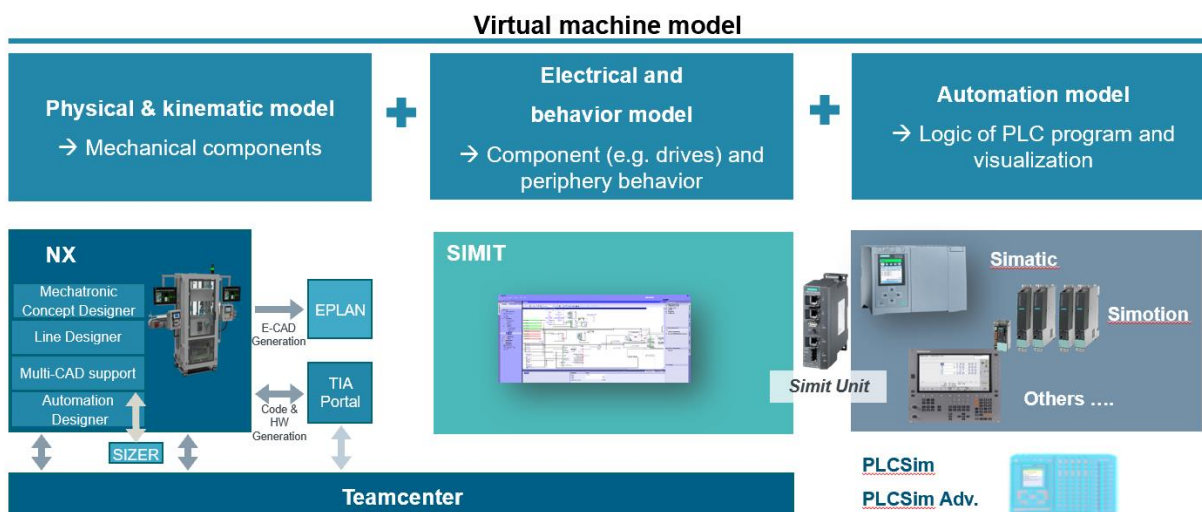 Virtual machine model
Physical & kinematic model
→ Mechanical components
Electrical and
behavior model
→ Component (e.g. drives) and
periphery behavior
Automation model
→ Logic of PLC program and
visualization
NX
Mechatronic
Concept Designer
Line Designer
Multi-CAD support
Automation
Designer
SIZER
E-CAD
Generation
EPLAN
Code &
HW
Generation
TIA
Portal
SIMIT
Simit Unit
Simatic
Simotion
Others ....
Teamcenter
PLCSim
PLCSim Adv.